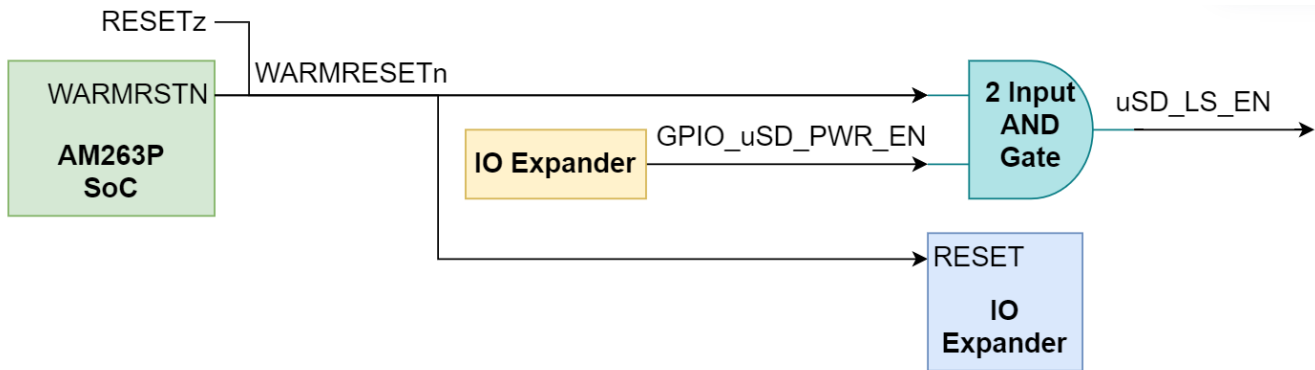 RESETz
WARMRSTN
AM263P
SoC
WARMRESETn
IO Expander
GPIO_uSD_PWR_EN
2 Input
AND
Gate
uSD_LS_EN
RESET
IO
Expander